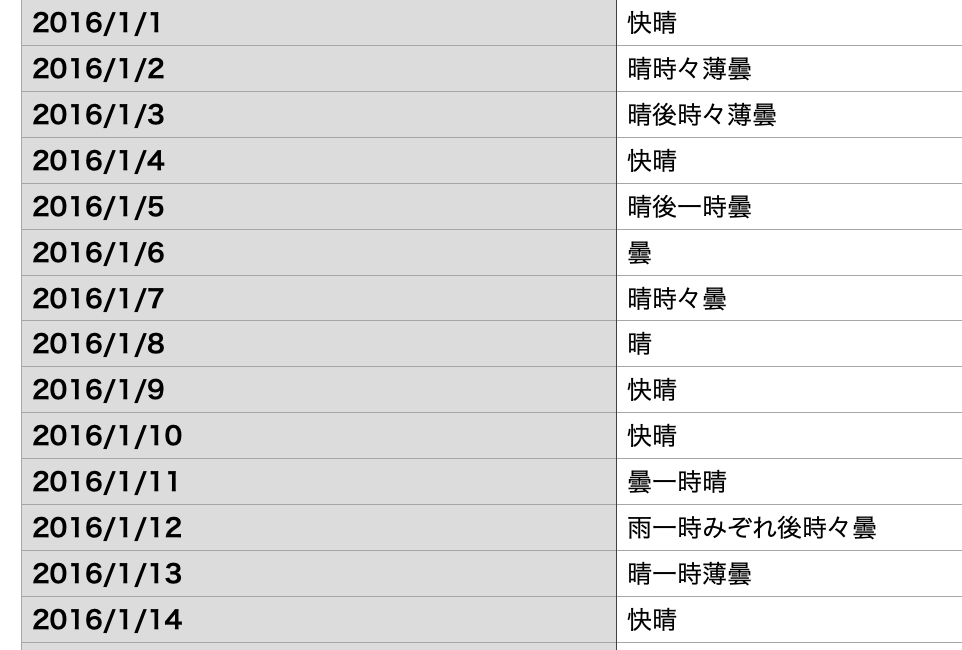 2016/1/1 快晴
2016/1/2 晴時々薄曇
2016/1/3 晴後時々薄曇
2016/1/4 快晴
2016/1/5 晴後一時曇
2016/1/6 曇
2016/1/7 晴時々曇
2016/1/8 晴
2016/1/9 快晴
2016/1/10 快晴
2016/1/11 曇一時晴
2016/1/12 雨一時みぞれ後時々曇
2016/1/13 晴一時薄曇
2016/1/14 快晴